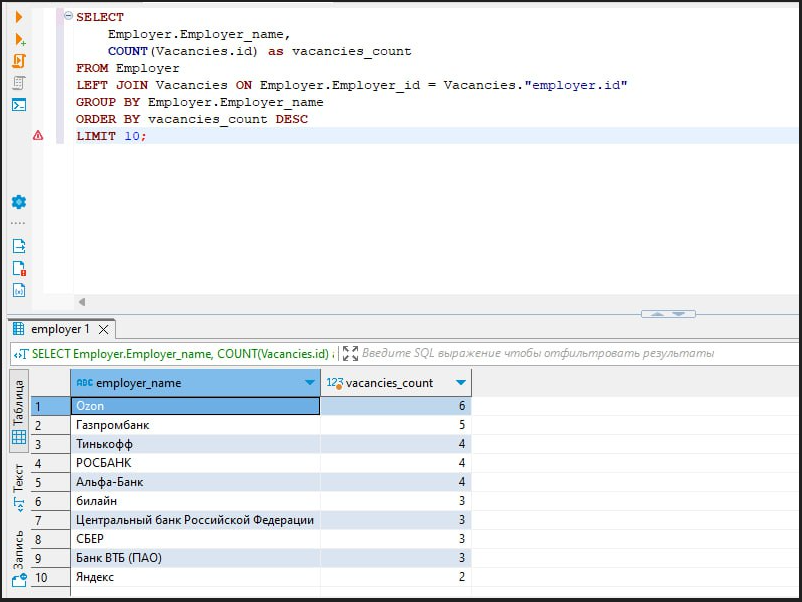 SELECT
Employer.Employer_name,
COUNT(Vacancies.id) as vacancies_count
FROM Employer
LEFT JOIN Vacancies ON Employer.Employer_id = Vacancies."employer.id"
GROUP BY Employer.Employer_name
ORDER BY vacancies_count DESC
LIMIT 10;
employer 1
SELECT Employer.Employer_name, COUNT(Vacancies.id) a Введите SQL выражение чтобы отфильтровать результаты
ABC employer_name 123 vacancies_count
1 Ozon 6
2 Газпромбанк 5
3 Тинькофф 4
4 РОСБАНК 4
5 Альфа-Банк 4
6 билайн 3
7 Центральный банк Российской Федерации 3
8 СБЕР 3
9 Банк ВТБ (ПАО) 3
10 Яндекс 2
Таблица
Текст
Запись